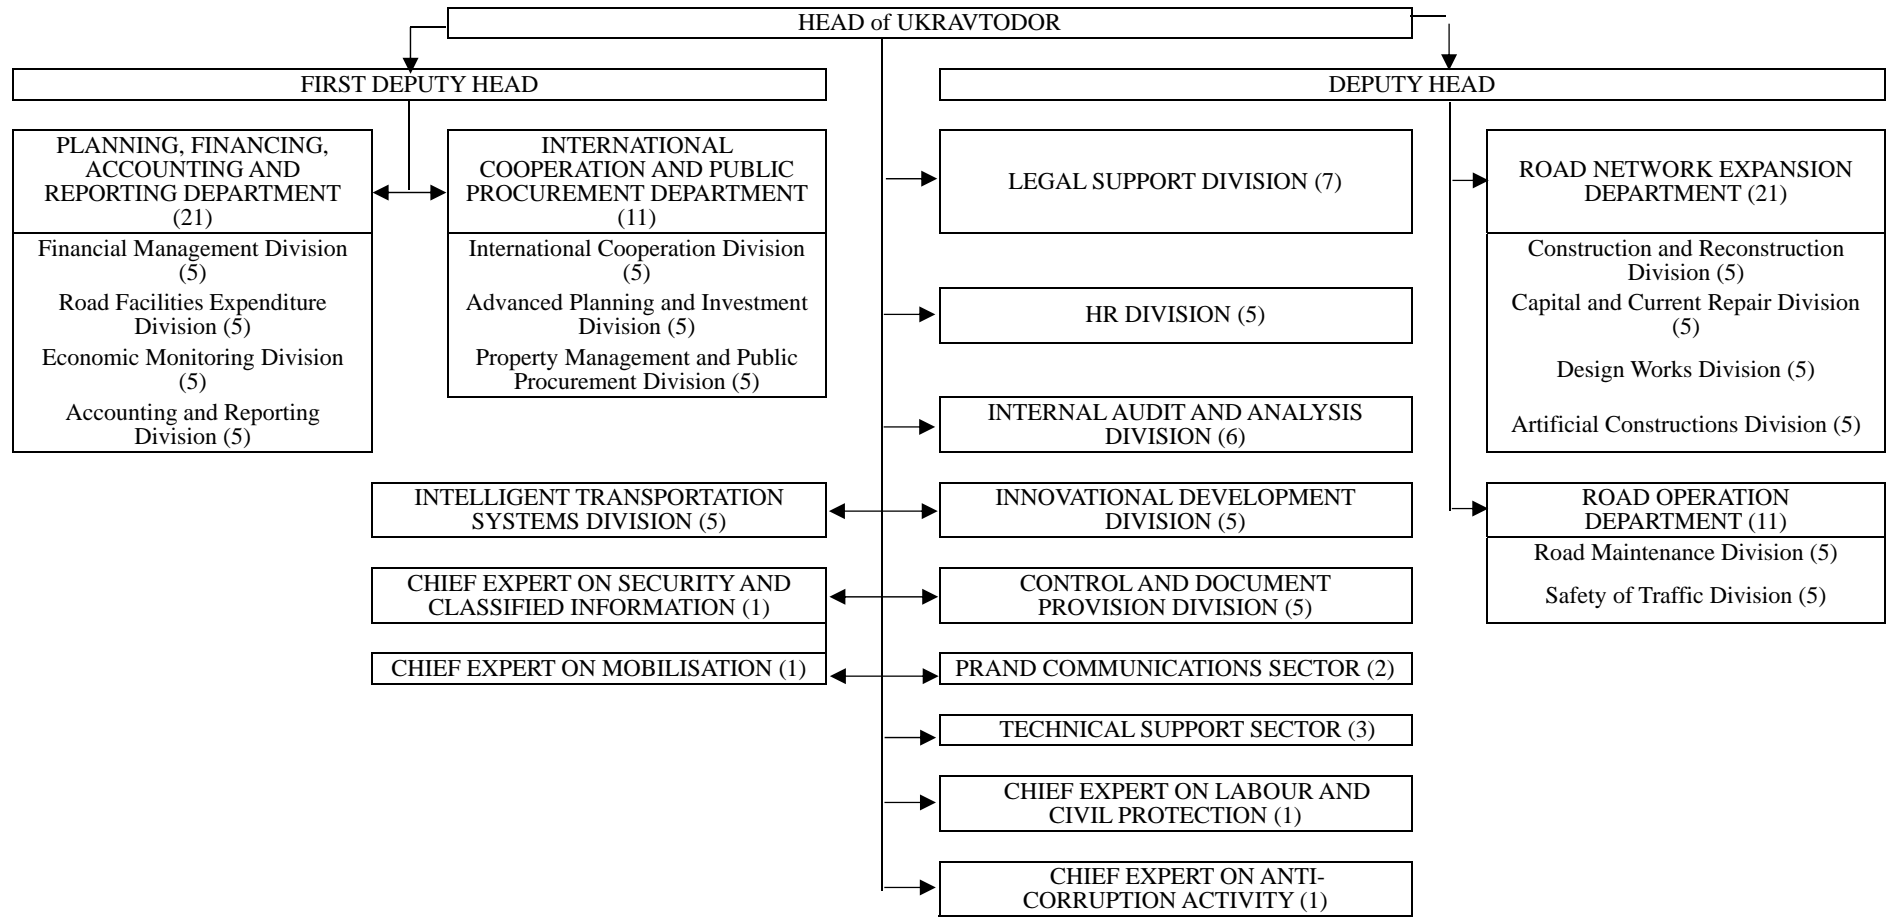 HEAD of UKRAVTODOR
FIRST DEPUTY HEAD
DEPUTY HEAD
PLANNING, FINANCING,
ACCOUNTING AND
REPORTING DEPARTMENT
(21)
Financial Management Division
(5)
Road Facilities Expenditure
Division (5)
Economic Monitoring Division
(5)
Accounting and Reporting
Division (5)
INTERNATIONAL
COOPERATION AND PUBLIC
PROCUREMENT DEPARTMENT
(11)
International Cooperation Division
(5)
Advanced Planning and Investment
Division (5)
Property Management and Public
Procurement Division (5)
INTELLIGENT TRANSPORTATION
SYSTEMS DIVISION (5)
CHIEF EXPERT ON SECURITY AND
CLASSIFIED INFORMATION (1)
CHIEF EXPERT ON MOBILISATION (1)
LEGAL SUPPORT DIVISION (7)
HR DIVISION (5)
INTERNAL AUDIT AND ANALYSIS
DIVISION (6)
INNOVATIONAL DEVELOPMENT
DIVISION (5)
CONTROL AND DOCUMENT
PROVISION DIVISION (5)
PRAND COMMUNICATIONS SECTOR (2)
TECHNICAL SUPPORT SECTOR (3)
CHIEF EXPERT ON LABOUR AND
CIVIL PROTECTION (1)
CHIEF EXPERT ON ANTI-
CORRUPTION ACTIVITY (1)
ROAD NETWORK EXPANSION
DEPARTMENT (21)
Construction and Reconstruction
Division (5)
Capital and Current Repair Division
(5)
Design Works Division (5)
Artificial Constructions Division (5)
ROAD OPERATION
DEPARTMENT (11)
Road Maintenance Division (5)
Safety of Traffic Division (5)